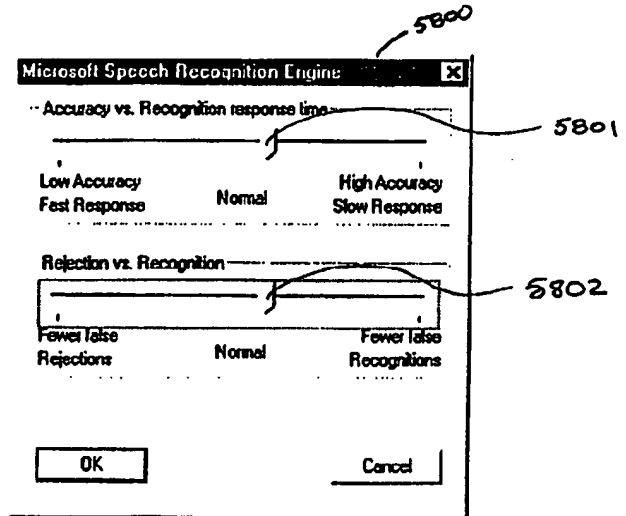 5800
Microsoft Speech Recognition Engine
Accuracy vs. Recognition response time
5801
Low Accuracy Normal High Accuracy
Fast Response Slow Response
Rejection vs. Recognition
5802
Fewer false Normal Fewer false
Rejections Recognitions
OK Cancel